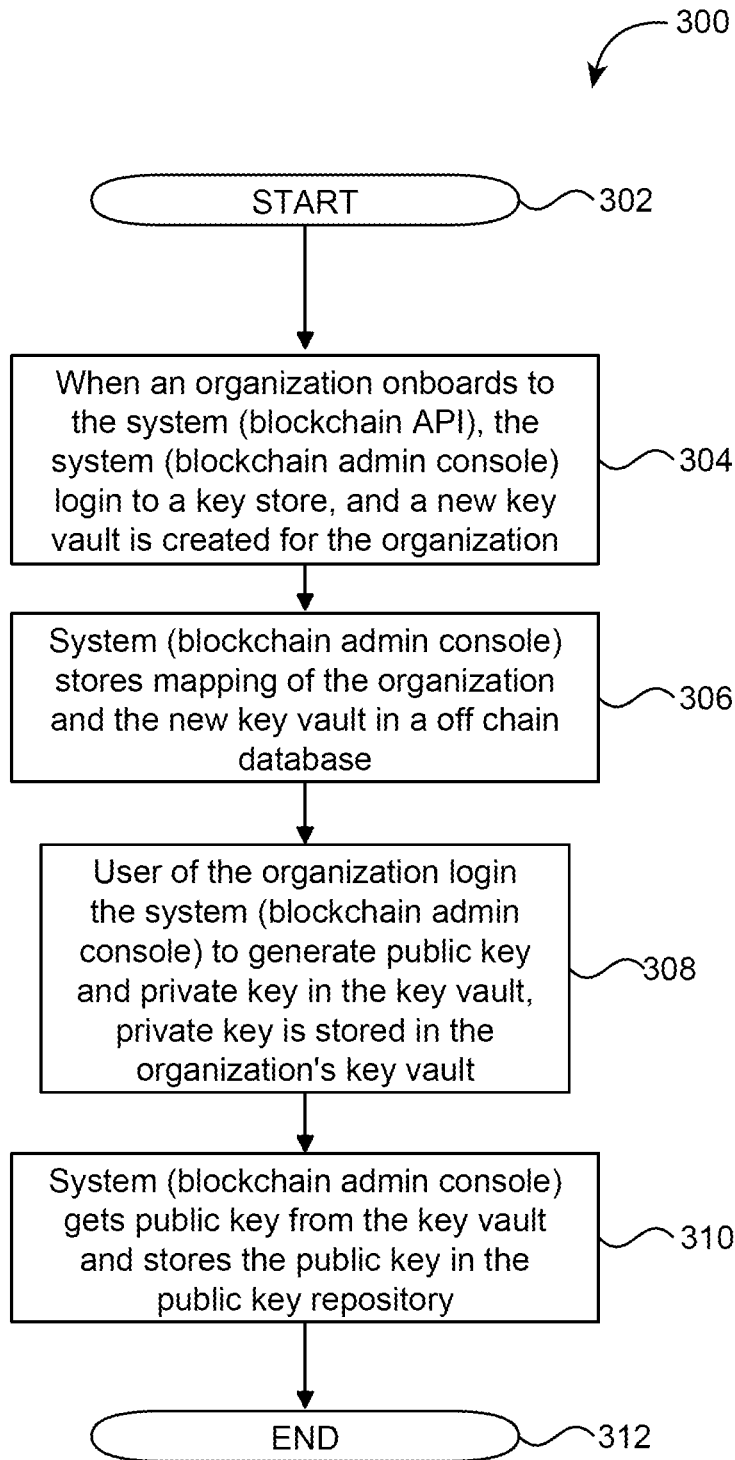 300
START
302
When an organization onboards to
the system (blockchain API), the
system (blockchain admin console)
login to a key store, and a new key
vault is created for the organization
304
System (blockchain admin console)
stores mapping of the organization
and the new key vault in a off chain
database
306
User of the organization login
the system (blockchain admin
console) to generate public key
and private key in the key vault,
private key is stored in the
organization's key vault
308
System (blockchain admin console)
gets public key from the key vault
and stores the public key in the
public key repository
310
END
312